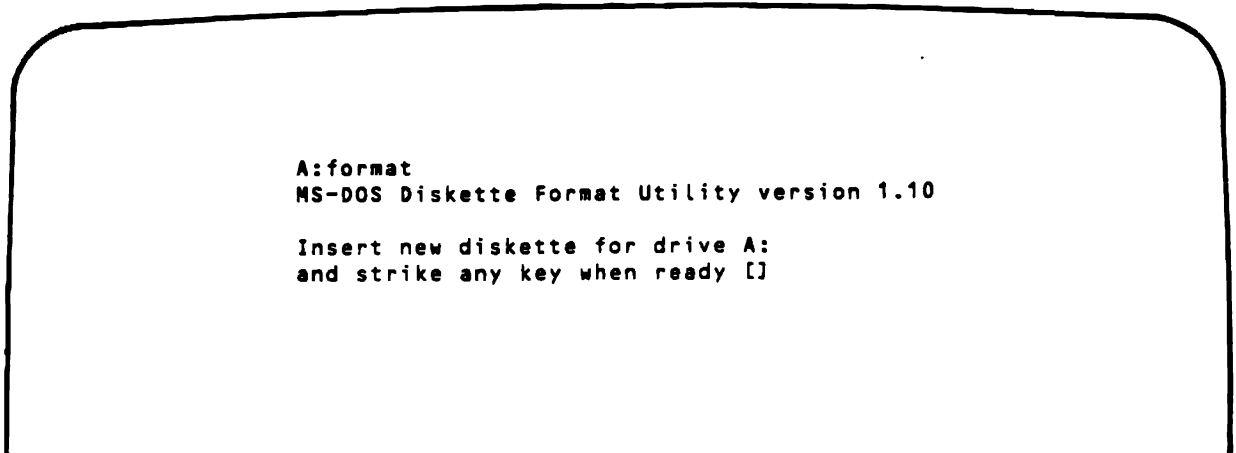 A:format
MS-DOS Diskette Format Utility version 1.10
Insert new diskette for drive A:
and strike any key when ready []